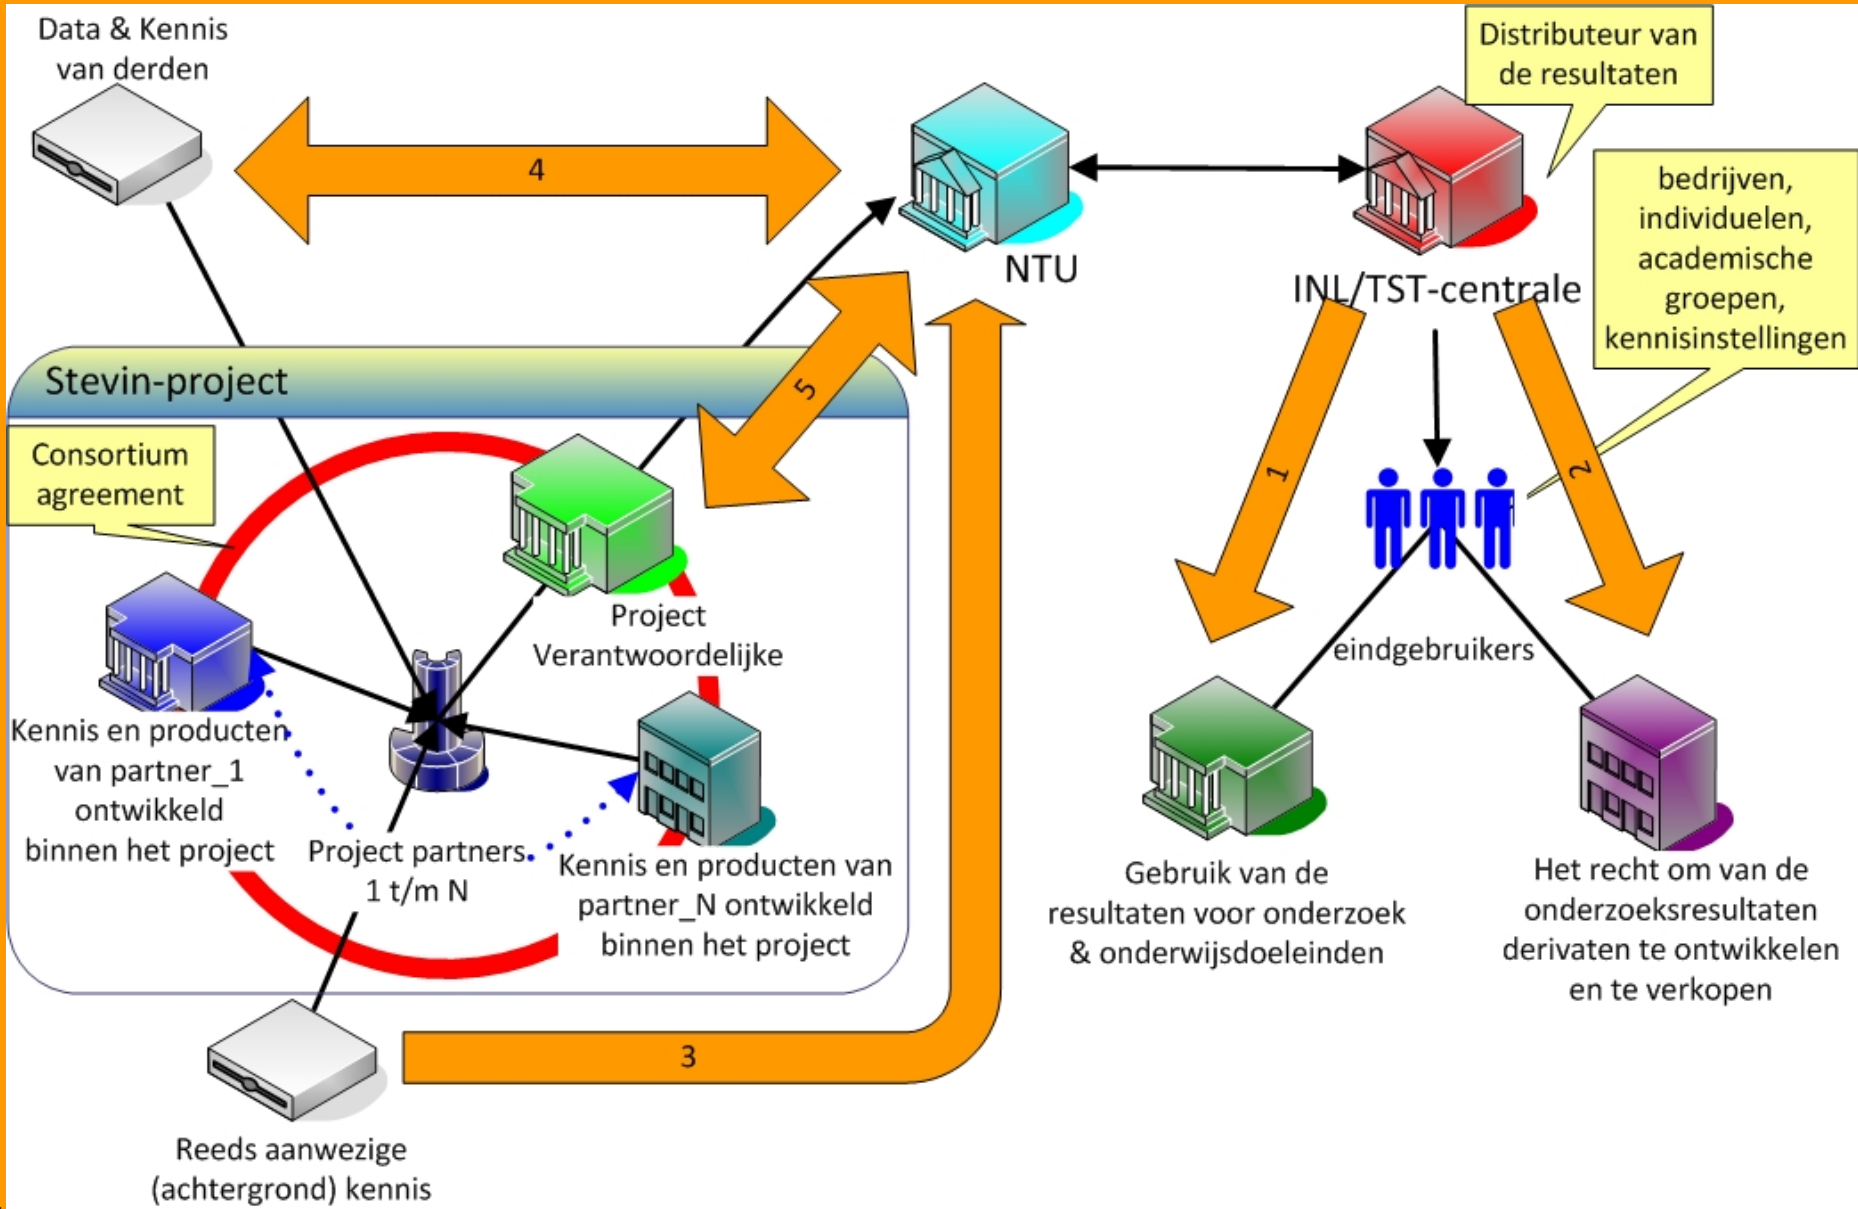 Data & Kennis
van derden
Distributeur van
de resultaten
4
bedrijven,
individuelen,
academische
groepen,
kennisinstellingen
NTU
INL/TST-centrale
Stevin-project
5
Consortium
agreement
1
2
Project
Verantwoordelijke
eindgebruikers
Kennis en producten
van partner_1
ontwikkeld
binnen het project
Project partners
1 t/m N
Kennis en producten van
partner_N ontwikkeld
binnen het project
Gebruik van de
resultaten voor onderzoek
& onderwijsdoeleinden
Het recht om van de
onderzoeksresultaten
derivaten te ontwikkelen
en te verkopen
3
Reeds aanwezige
(achtergrond) kennis